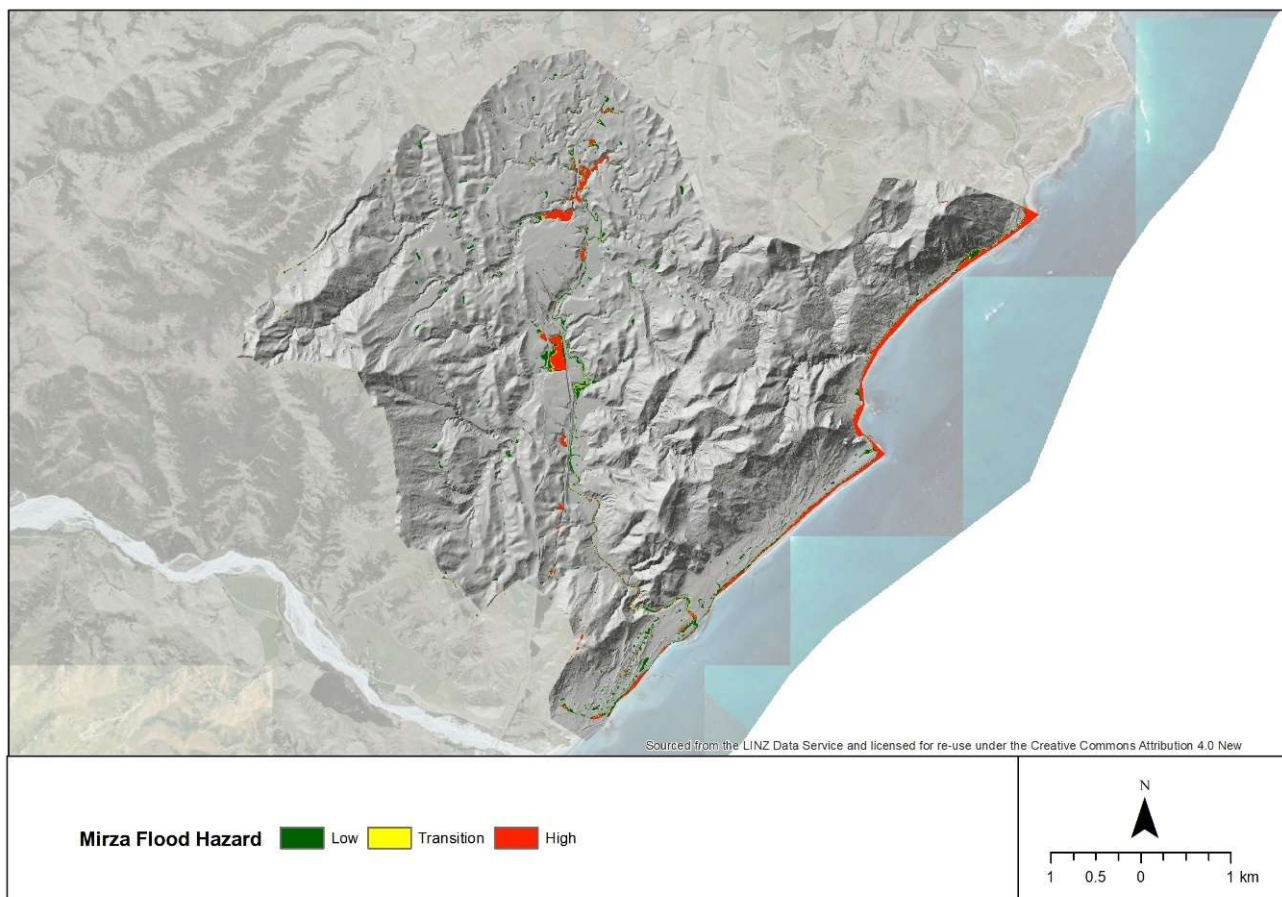 Sourced from the LINZ Data Service and licensed for re-use under the Creative Commons Attribution 4.0 New
Mirza Flood Hazard Low Transition High
N
1 0.5 0 1 km